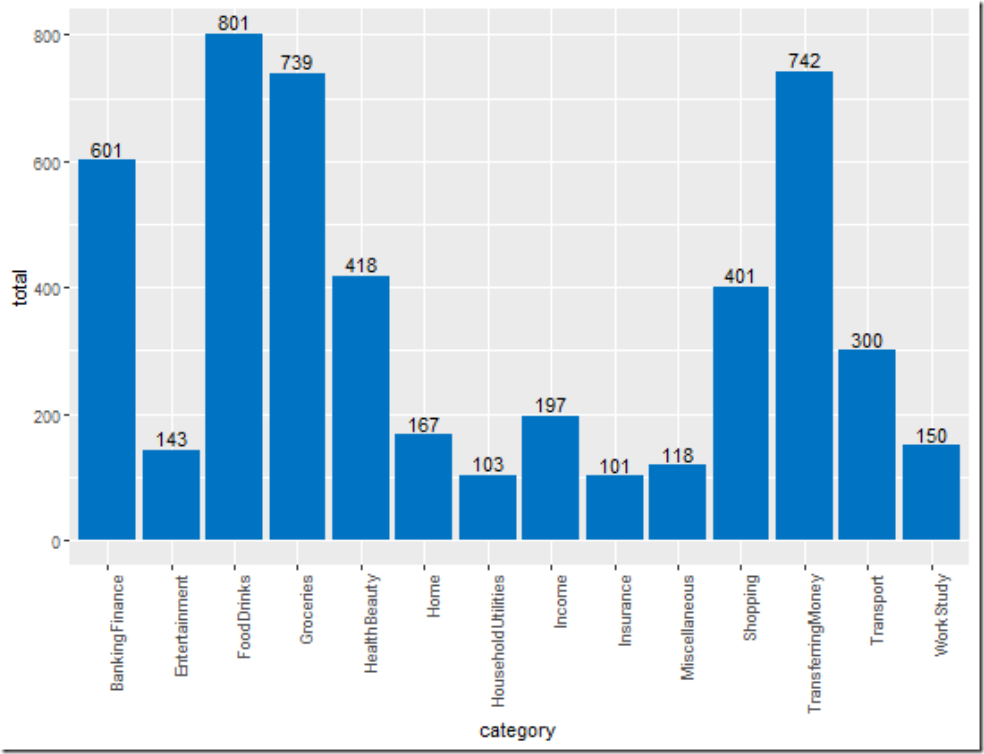 801
800
742
739
601
600
418
401
400
300
197
200
167
143
150
118
103
101
0
total
BankingFinance
Entertainment
FoodDrinks
Groceries
HealthBeauty
Home
HouseholdUtilities
Income
Insurance
Miscellaneous
Shopping
TransferringMoney
Transport
WorkStudy
category